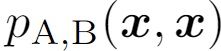 p_{A,B}(x, x)